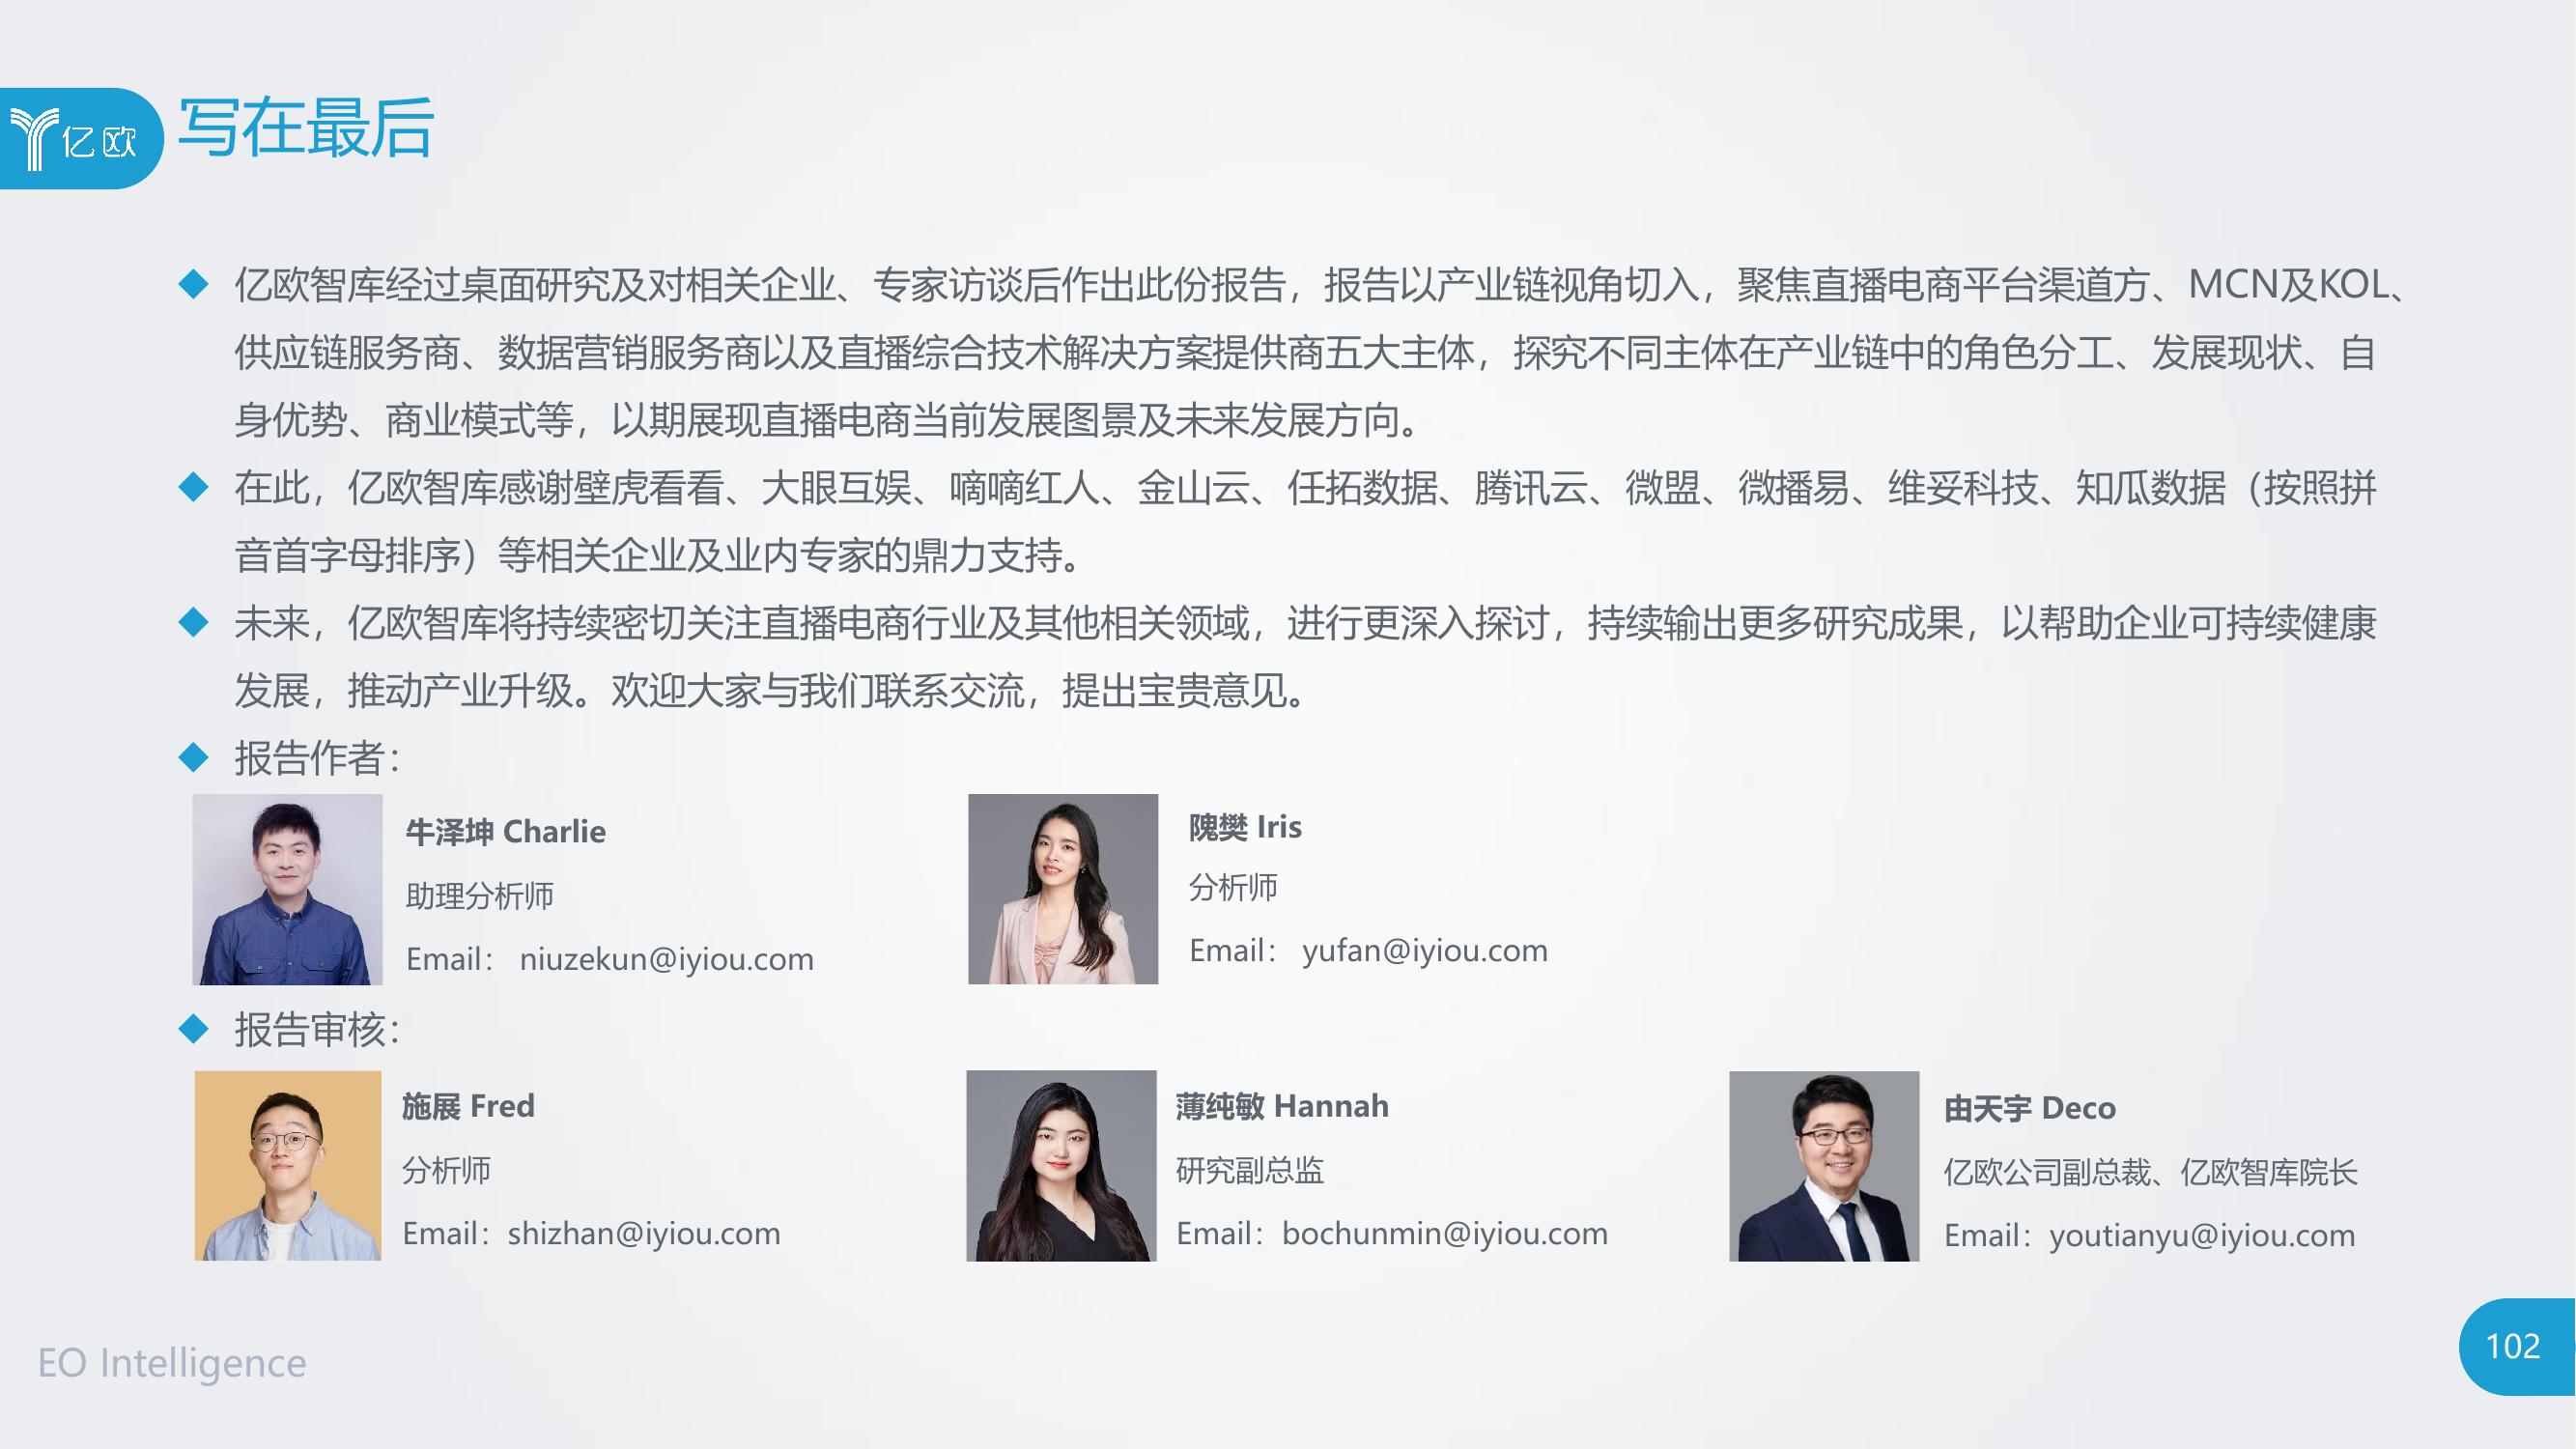 亿欧 写在最后
亿欧智库经过桌面研究及对相关企业、专家访谈后作出此份报告，报告以产业链视角切入，聚焦直播电商平台渠道方、MCN及KOL、
供应链服务商、数据营销服务商以及直播综合技术解决方案提供商五大主体，探究不同主体在产业链中的角色分工、发展现状、自
身优势、商业模式等，以期展现直播电商当前发展图景及未来发展方向。
在此，亿欧智库感谢壁虎看看、大眼互娱、嘀嘀红人、金山云、任拓数据、腾讯云、微盟、微播易、维妥科技、知瓜数据（按照拼
音首字母排序）等相关企业及业内专家的鼎力支持。
未来，亿欧智库将持续密切关注直播电商行业及其他相关领域，进行更深入探讨，持续输出更多研究成果，以帮助企业可持续健康
发展，推动产业升级。欢迎大家与我们联系交流，提出宝贵意见。
报告作者：
牛泽坤 Charlie
助理分析师
Email： niuzekun@iyiou.com
隗樊 Iris
分析师
Email： yufan@iyiou.com
报告审核：
施展 Fred
分析师
Email：shizhan@iyiou.com
薄纯敏 Hannah
研究副总监
Email：bochunmin@iyiou.com
由天宇 Deco
亿欧公司副总裁、亿欧智库院长
Email：youtianyu@iyiou.com
EO Intelligence
102